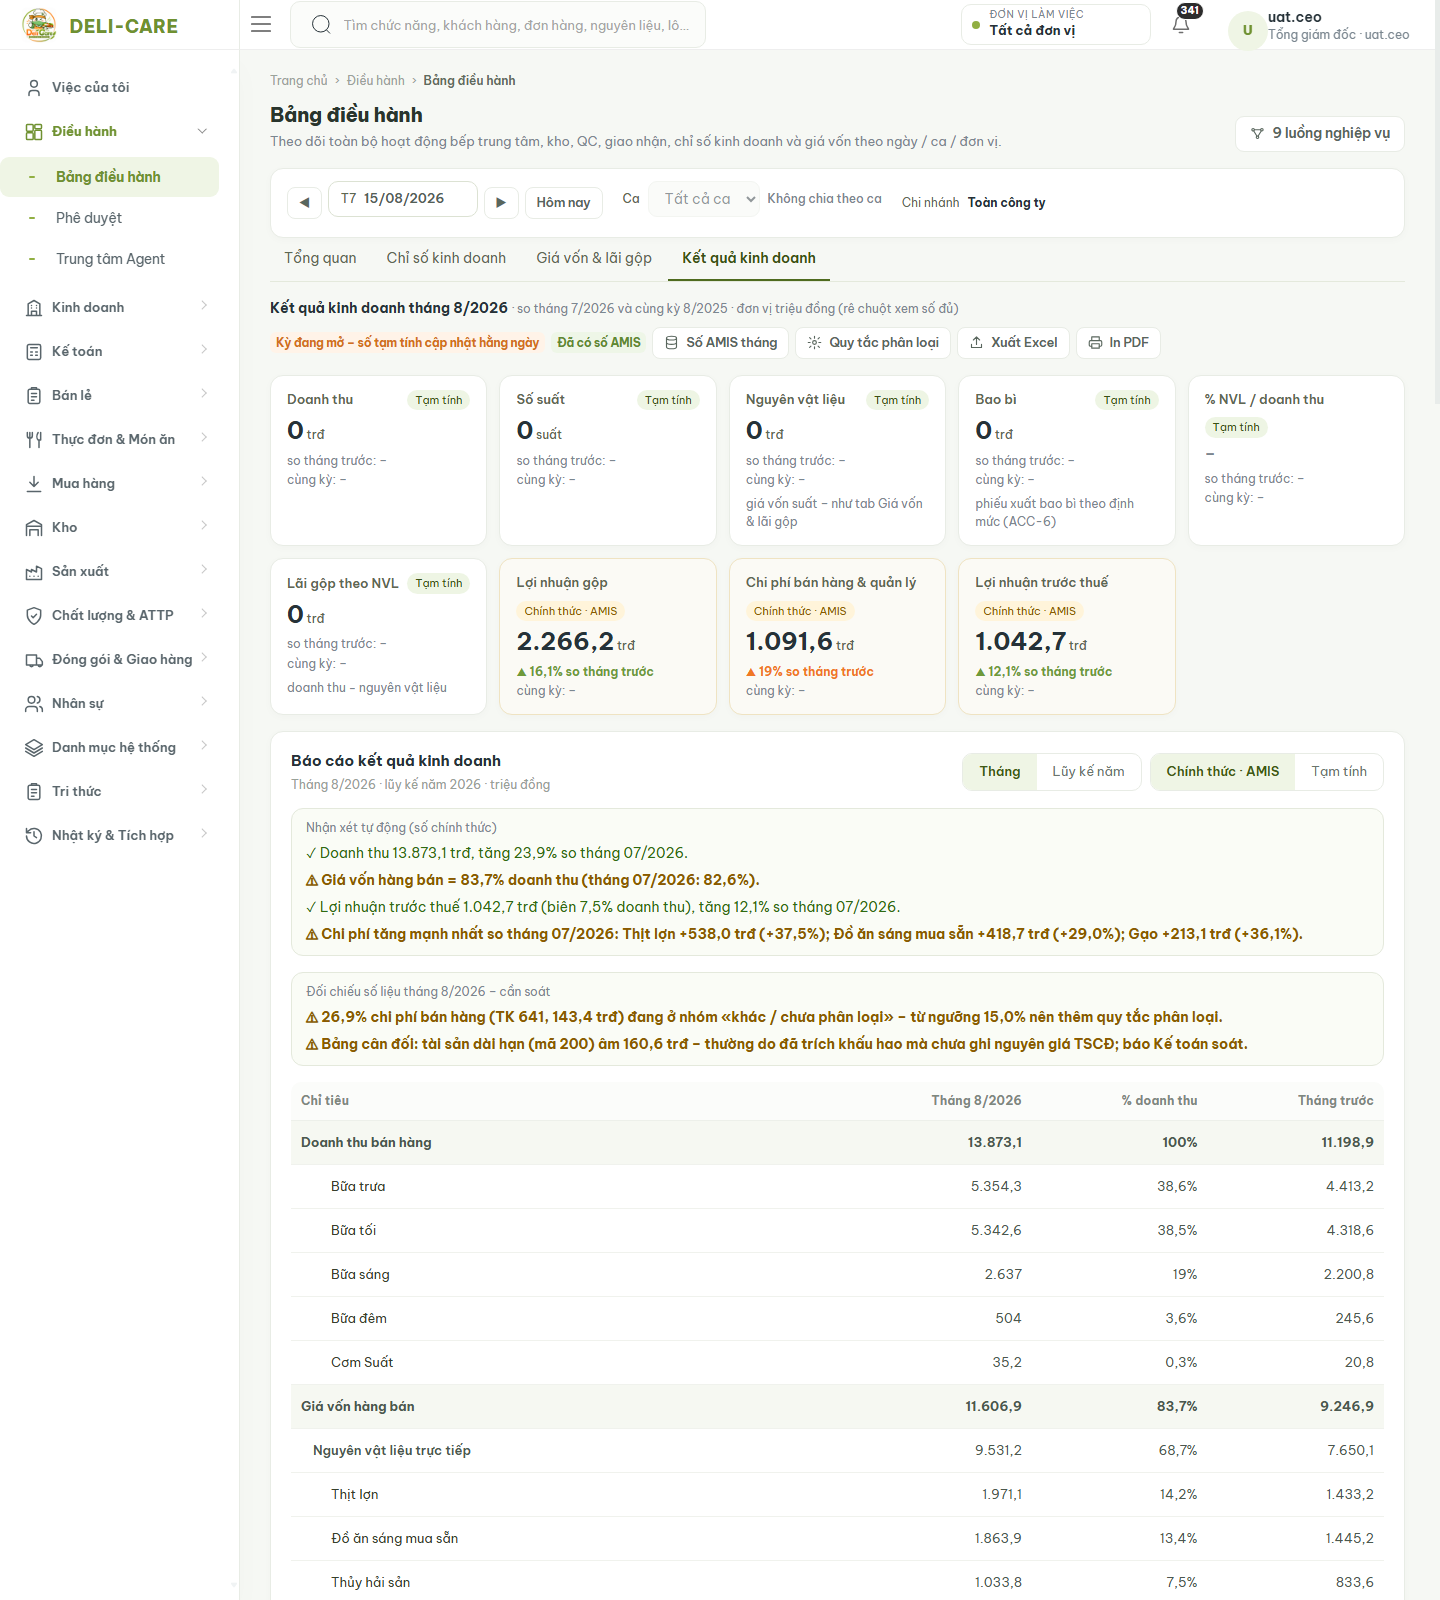 DELI-CARE
Tìm chức năng, khách hàng, đơn hàng, nguyên liệu, lô...
ĐƠN VỊ LÀM VIỆC
Tất cả đơn vị
341
U
uat.ceo
Tổng giám đốc · uat.ceo
Việc của tôi
Điều hành
Bảng điều hành
Phê duyệt
Trung tâm Agent
Kinh doanh
Kế toán
Bán lẻ
Thực đơn & Món ăn
Mua hàng
Kho
Sản xuất
Chất lượng & ATTP
Đóng gói & Giao hàng
Nhân sự
Danh mục hệ thống
Tri thức
Nhật ký & Tích hợp
Trang chủ › Điều hành › Bảng điều hành
Bảng điều hành
Theo dõi toàn bộ hoạt động bếp trung tâm, kho, QC, giao nhận, chỉ số kinh doanh và giá vốn theo ngày / ca / đơn vị.
9 luồng nghiệp vụ
◀ T7 15/08/2026 ▶ Hôm nay Ca Tất cả ca Không chia theo ca Chi nhánh Toàn công ty
Tổng quan Chỉ số kinh doanh Giá vốn & lãi gộp Kết quả kinh doanh
Kết quả kinh doanh tháng 8/2026 · so tháng 7/2026 và cùng kỳ 8/2025 · đơn vị triệu đồng (rê chuột xem số đủ)
Kỳ đang mở – số tạm tính cập nhật hằng ngày Đã có số AMIS Số AMIS tháng Quy tắc phân loại Xuất Excel In PDF
Doanh thu Tạm tính
0 trđ
so tháng trước: –
cùng kỳ: –
Số suất Tạm tính
0 suất
so tháng trước: –
cùng kỳ: –
Nguyên vật liệu Tạm tính
0 trđ
so tháng trước: –
cùng kỳ: –
giá vốn suất – như tab Giá vốn
& lãi gộp
Bao bì Tạm tính
0 trđ
so tháng trước: –
cùng kỳ: –
phiếu xuất bao bì theo định
mức (ACC-6)
% NVL / doanh thu
Tạm tính
–
so tháng trước: –
cùng kỳ: –
Lãi gộp theo NVL Tạm tính
0 trđ
so tháng trước: –
cùng kỳ: –
doanh thu - nguyên vật liệu
Lợi nhuận gộp
Chính thức · AMIS
2.266,2 trđ
▲ 16,1% so tháng trước
cùng kỳ: –
Chi phí bán hàng & quản lý
Chính thức · AMIS
1.091,6 trđ
▲ 19% so tháng trước
cùng kỳ: –
Lợi nhuận trước thuế
Chính thức · AMIS
1.042,7 trđ
▲ 12,1% so tháng trước
cùng kỳ: –
Báo cáo kết quả kinh doanh
Tháng 8/2026 · lũy kế năm 2026 · triệu đồng
Tháng Lũy kế năm Chính thức · AMIS Tạm tính
Nhận xét tự động (số chính thức)
✓ Doanh thu 13.873,1 trđ, tăng 23,9% so tháng 07/2026.
⚠ Giá vốn hàng bán = 83,7% doanh thu (tháng 07/2026: 82,6%).
✓ Lợi nhuận trước thuế 1.042,7 trđ (biên 7,5% doanh thu), tăng 12,1% so tháng 07/2026.
⚠ Chi phí tăng mạnh nhất so tháng 07/2026: Thịt lợn +538,0 trđ (+37,5%); Đồ ăn sáng mua sẵn +418,7 trđ (+29,0%); Gạo +213,1 trđ (+36,1%).
Đối chiếu số liệu tháng 8/2026 – cần soát
⚠ 26,9% chi phí bán hàng (TK 641, 143,4 trđ) đang ở nhóm «khác / chưa phân loại» – từ ngưỡng 15,0% nên thêm quy tắc phân loại.
⚠ Bảng cân đối: tài sản dài hạn (mã 200) âm 160,6 trđ – thường do đã trích khấu hao mà chưa ghi nguyên giá TSCĐ; báo Kế toán soát.
Chỉ tiêu Tháng 8/2026 % doanh thu Tháng trước
Doanh thu bán hàng 13.873,1 100% 11.198,9
Bữa trưa 5.354,3 38,6% 4.413,2
Bữa tối 5.342,6 38,5% 4.318,6
Bữa sáng 2.637 19% 2.200,8
Bữa đêm 504 3,6% 245,6
Cơm Suất 35,2 0,3% 20,8
Giá vốn hàng bán 11.606,9 83,7% 9.246,9
Nguyên vật liệu trực tiếp 9.531,2 68,7% 7.650,1
Thịt lợn 1.971,1 14,2% 1.433,2
Đồ ăn sáng mua sẵn 1.863,9 13,4% 1.445,2
Thủy hải sản 1.033,8 7,5% 833,6